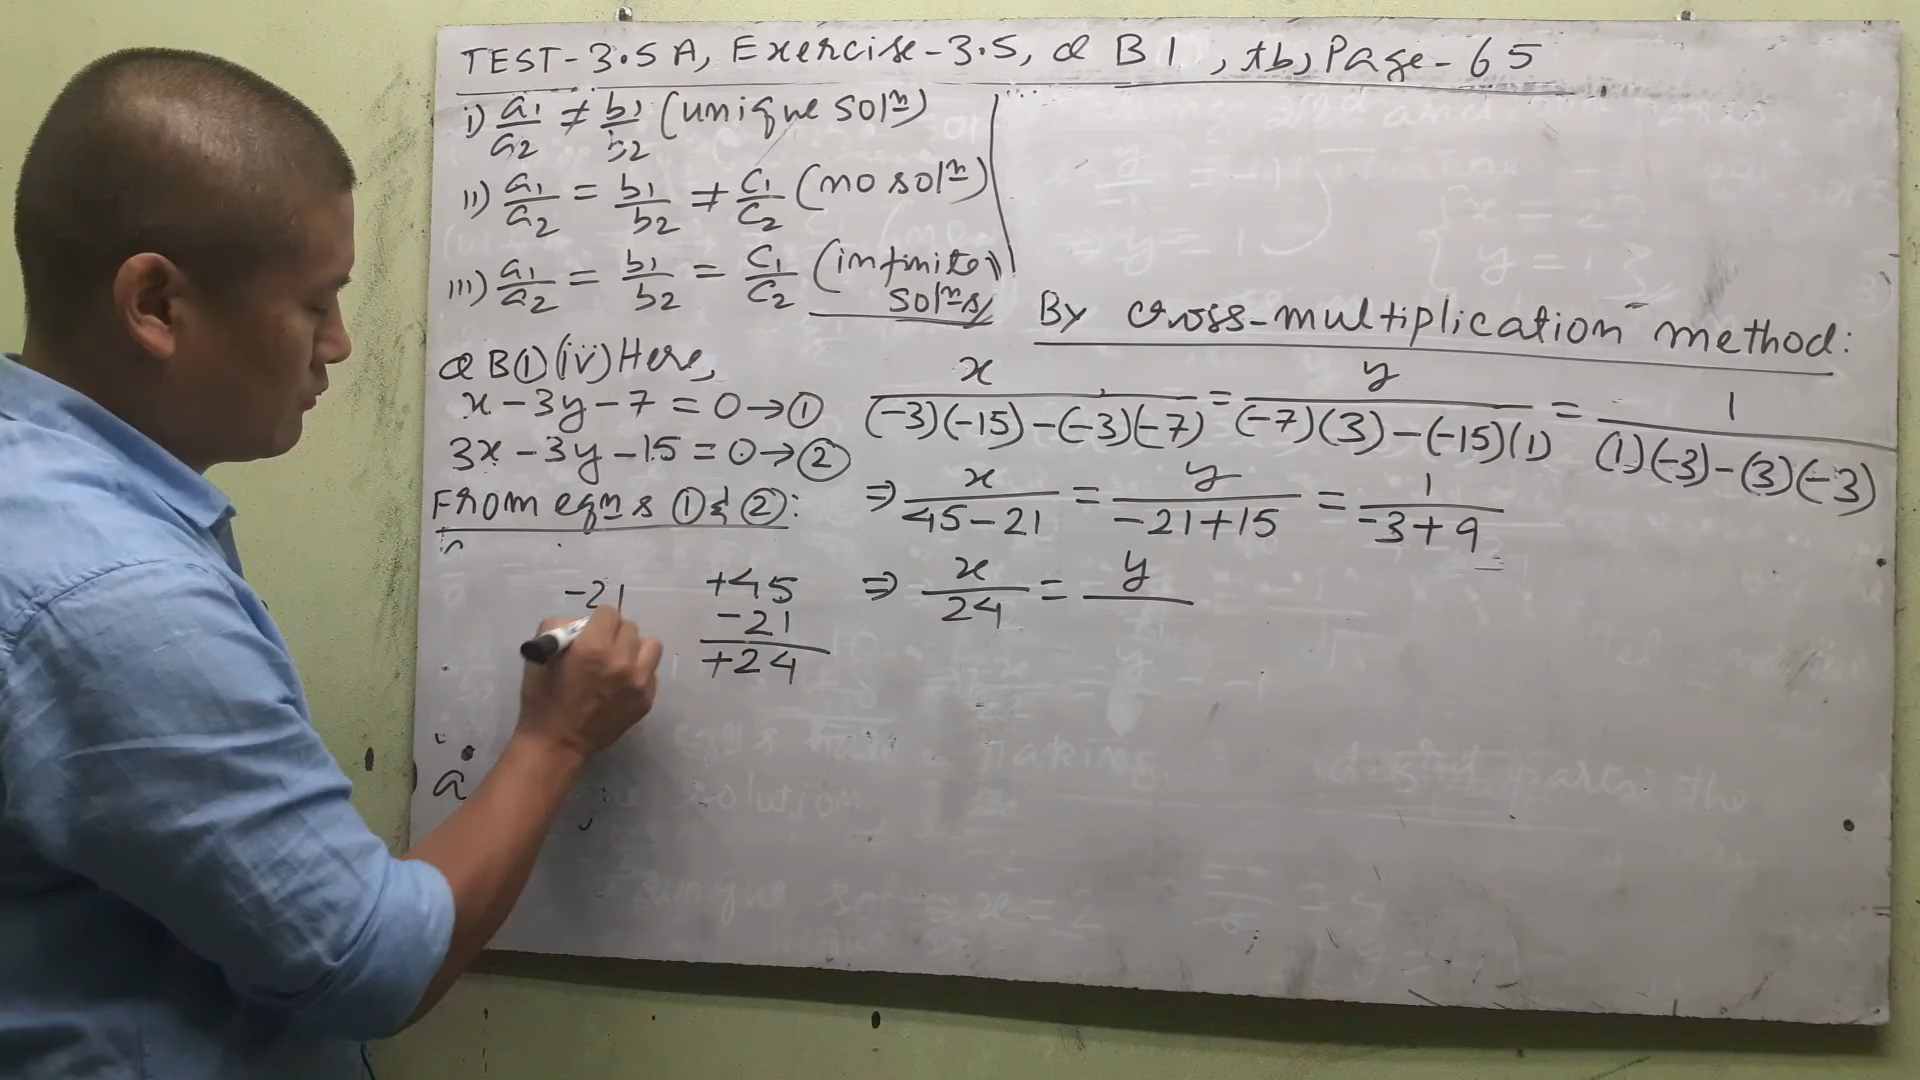 TEST-3.5A, Exercise-3.5, Q B 1, tb, Page-65
i) a₁/a₂ ≠ b₁/b₂ (unique solⁿ)
ii) a₁/a₂ = b₁/b₂ ≠ c₁/c₂ (no solⁿ)
iii) a₁/a₂ = b₁/b₂ = c₁/c₂ (infinite solⁿs)
Q B①(iv) Here,
x-3y-7=0→①
3x-3y-15=0→②
From eqⁿs ① & ②:
-21
+45
-21
+24
a
By cross-multiplication method:
x/((-3)(-15)-(-3)(-7)) = y/((-7)(3)-(-15)(1)) = 1/((1)(-3)-(3)(-3))
⇒ x/(45-21) = y/(-21+15) = 1/(-3+9)
⇒ x/24 = y/